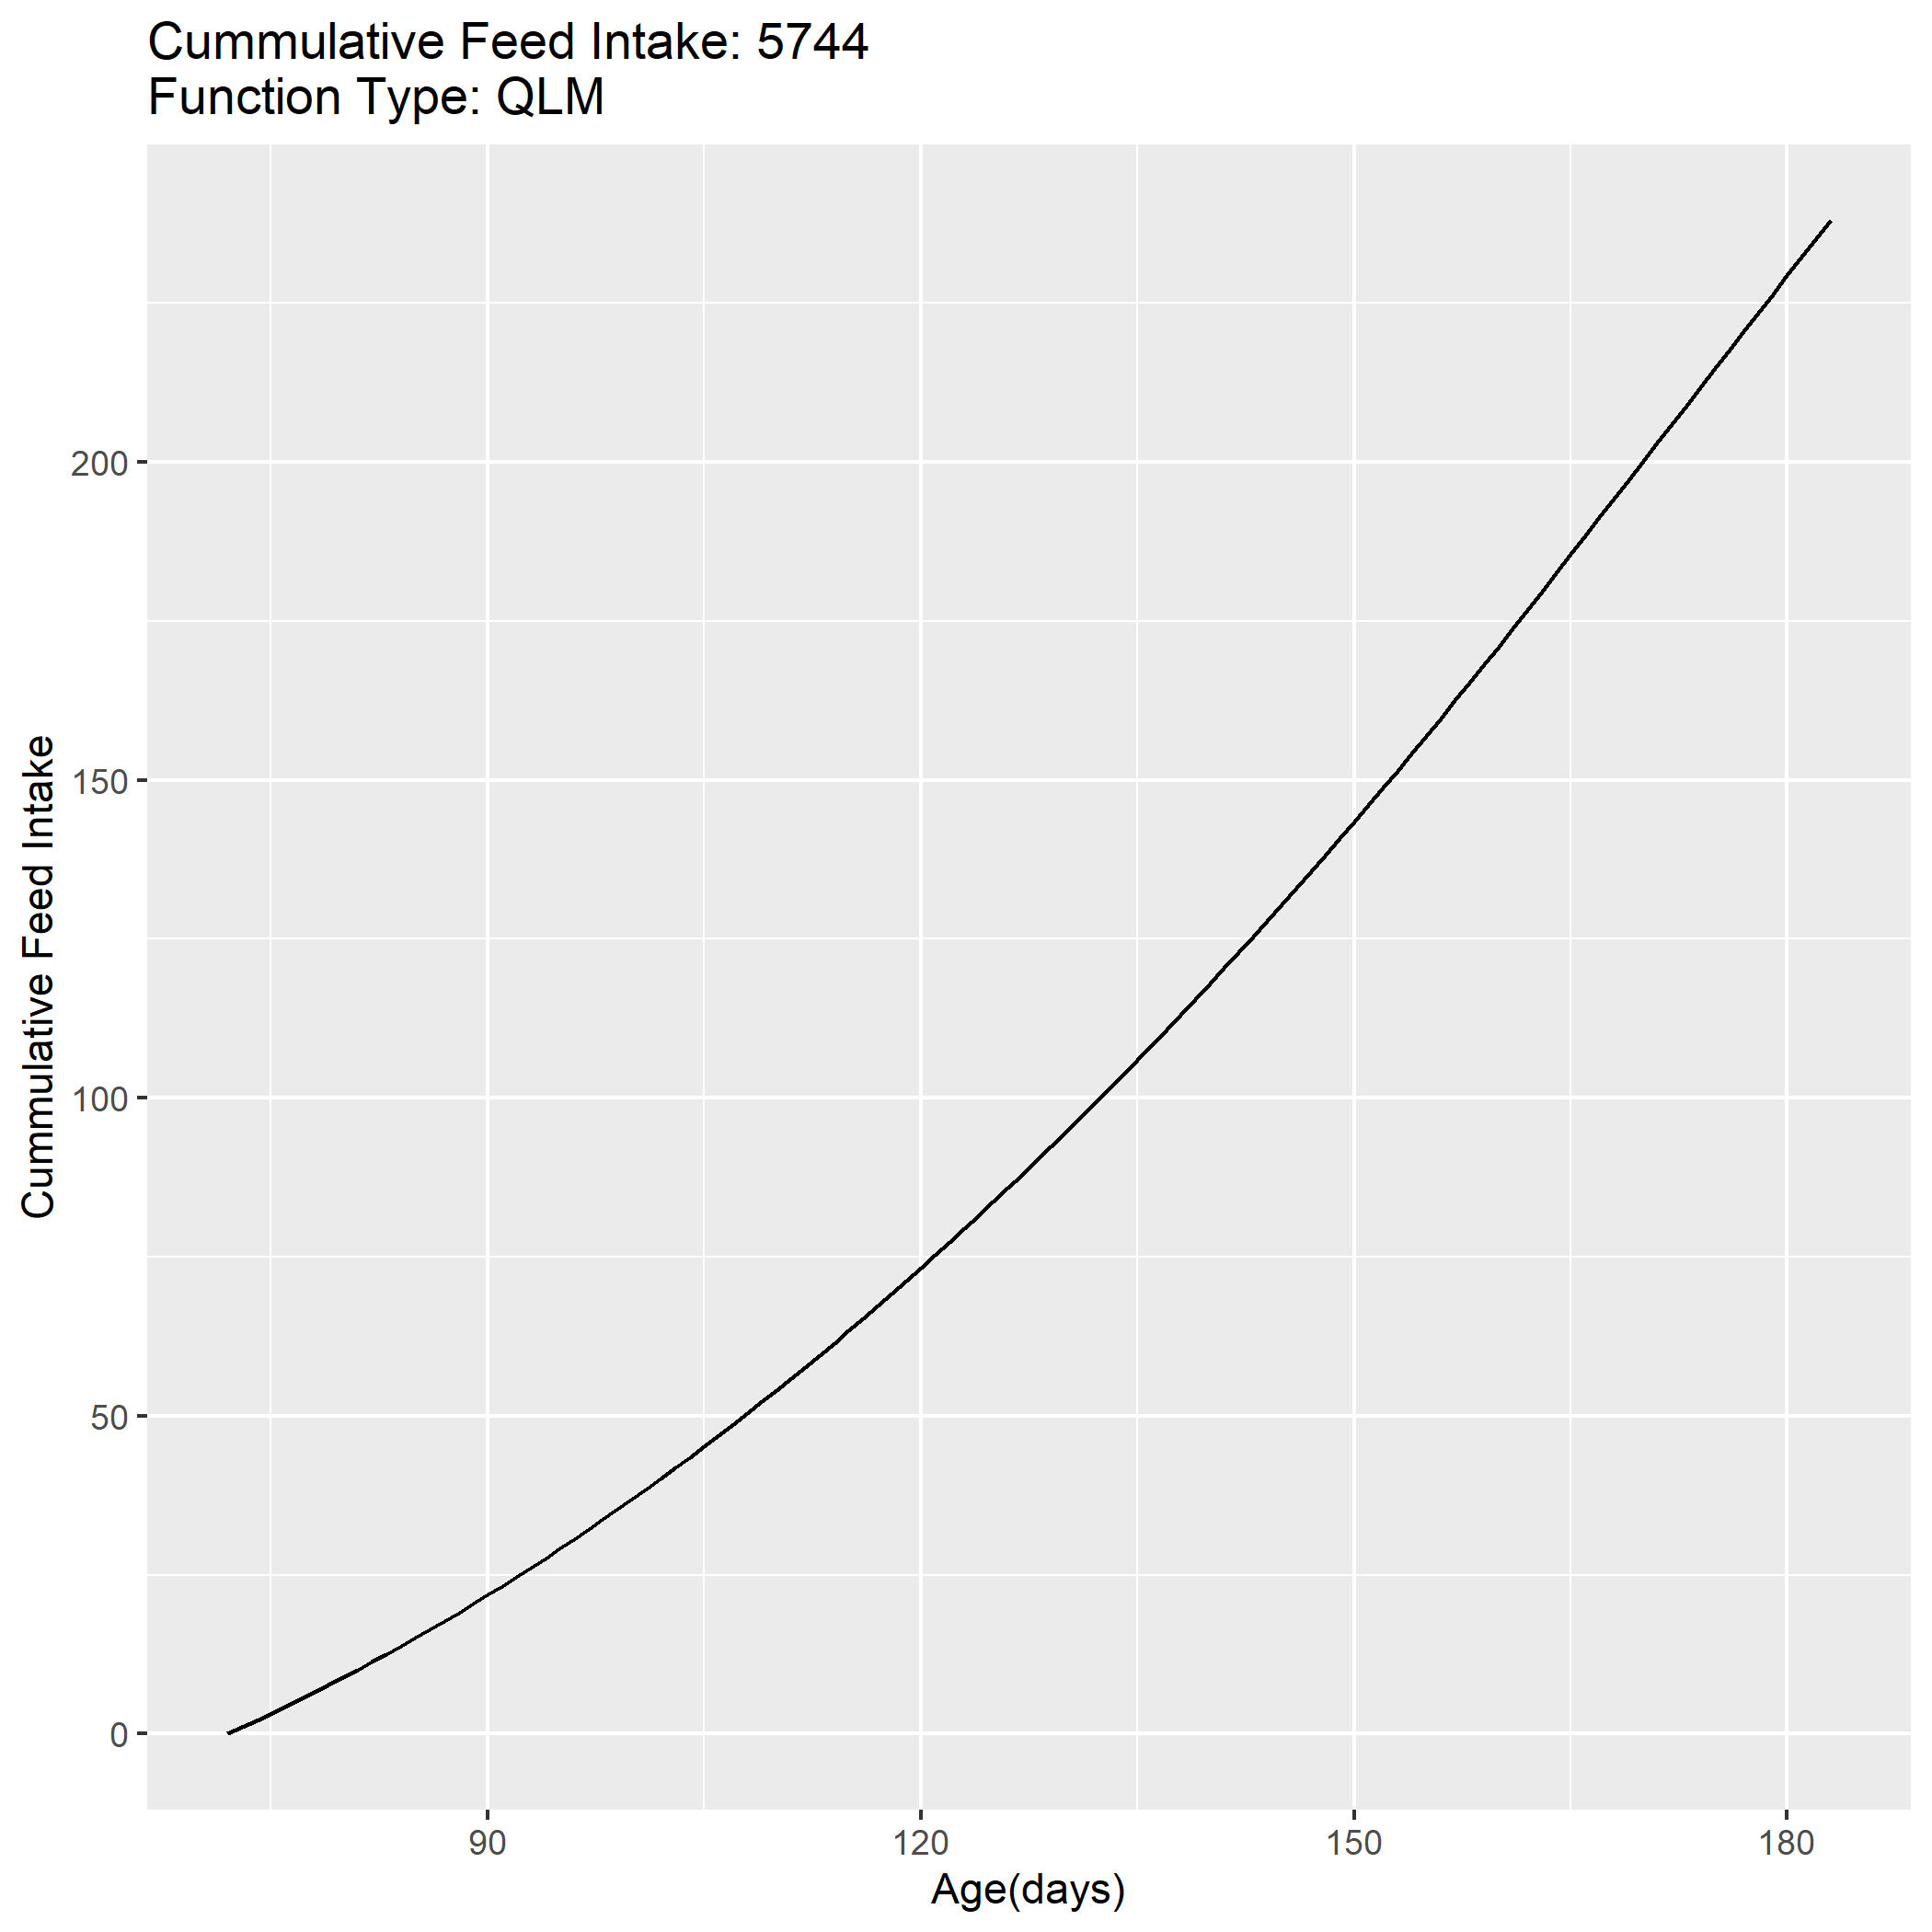 Cummulative Feed Intake: 5744
Function Type: QLM
Cummulative Feed Intake
200
150
100
50
0
90 120 150 180
Age(days)